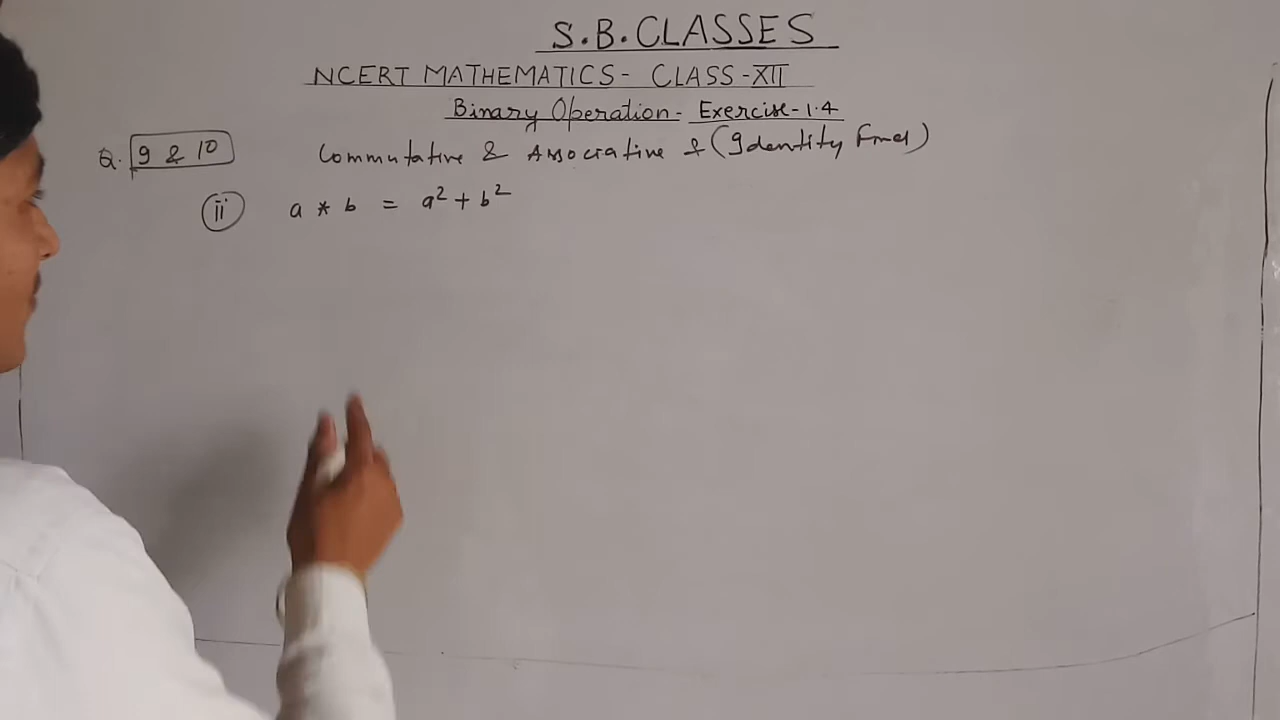 S.B.CLASSES
NCERT MATHEMATICS- CLASS-XII
Binary Operation- Exercise-1.4
Q. 9 & 10 Commutative & Associative & (Identity Find)
ii a * b = a² + b²